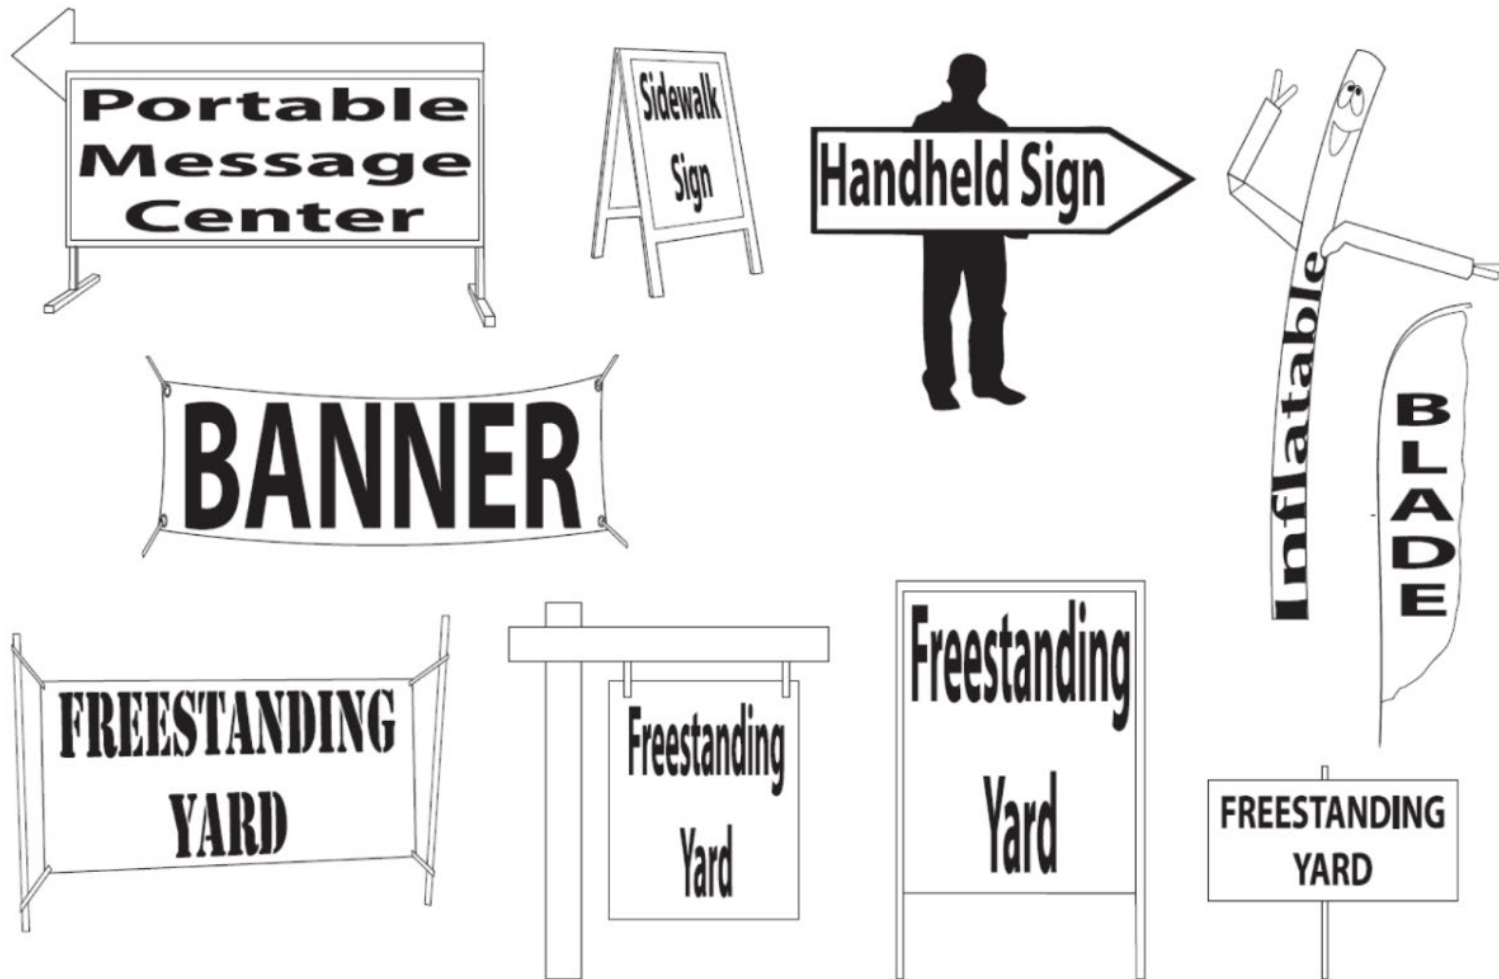 Portable
Message
Center
Sidewalk
Sign
Handheld Sign
Inflatable
BLADE
BANNER
FREESTANDING
YARD
Freestanding
Yard
Freestanding
Yard
FREESTANDING
YARD